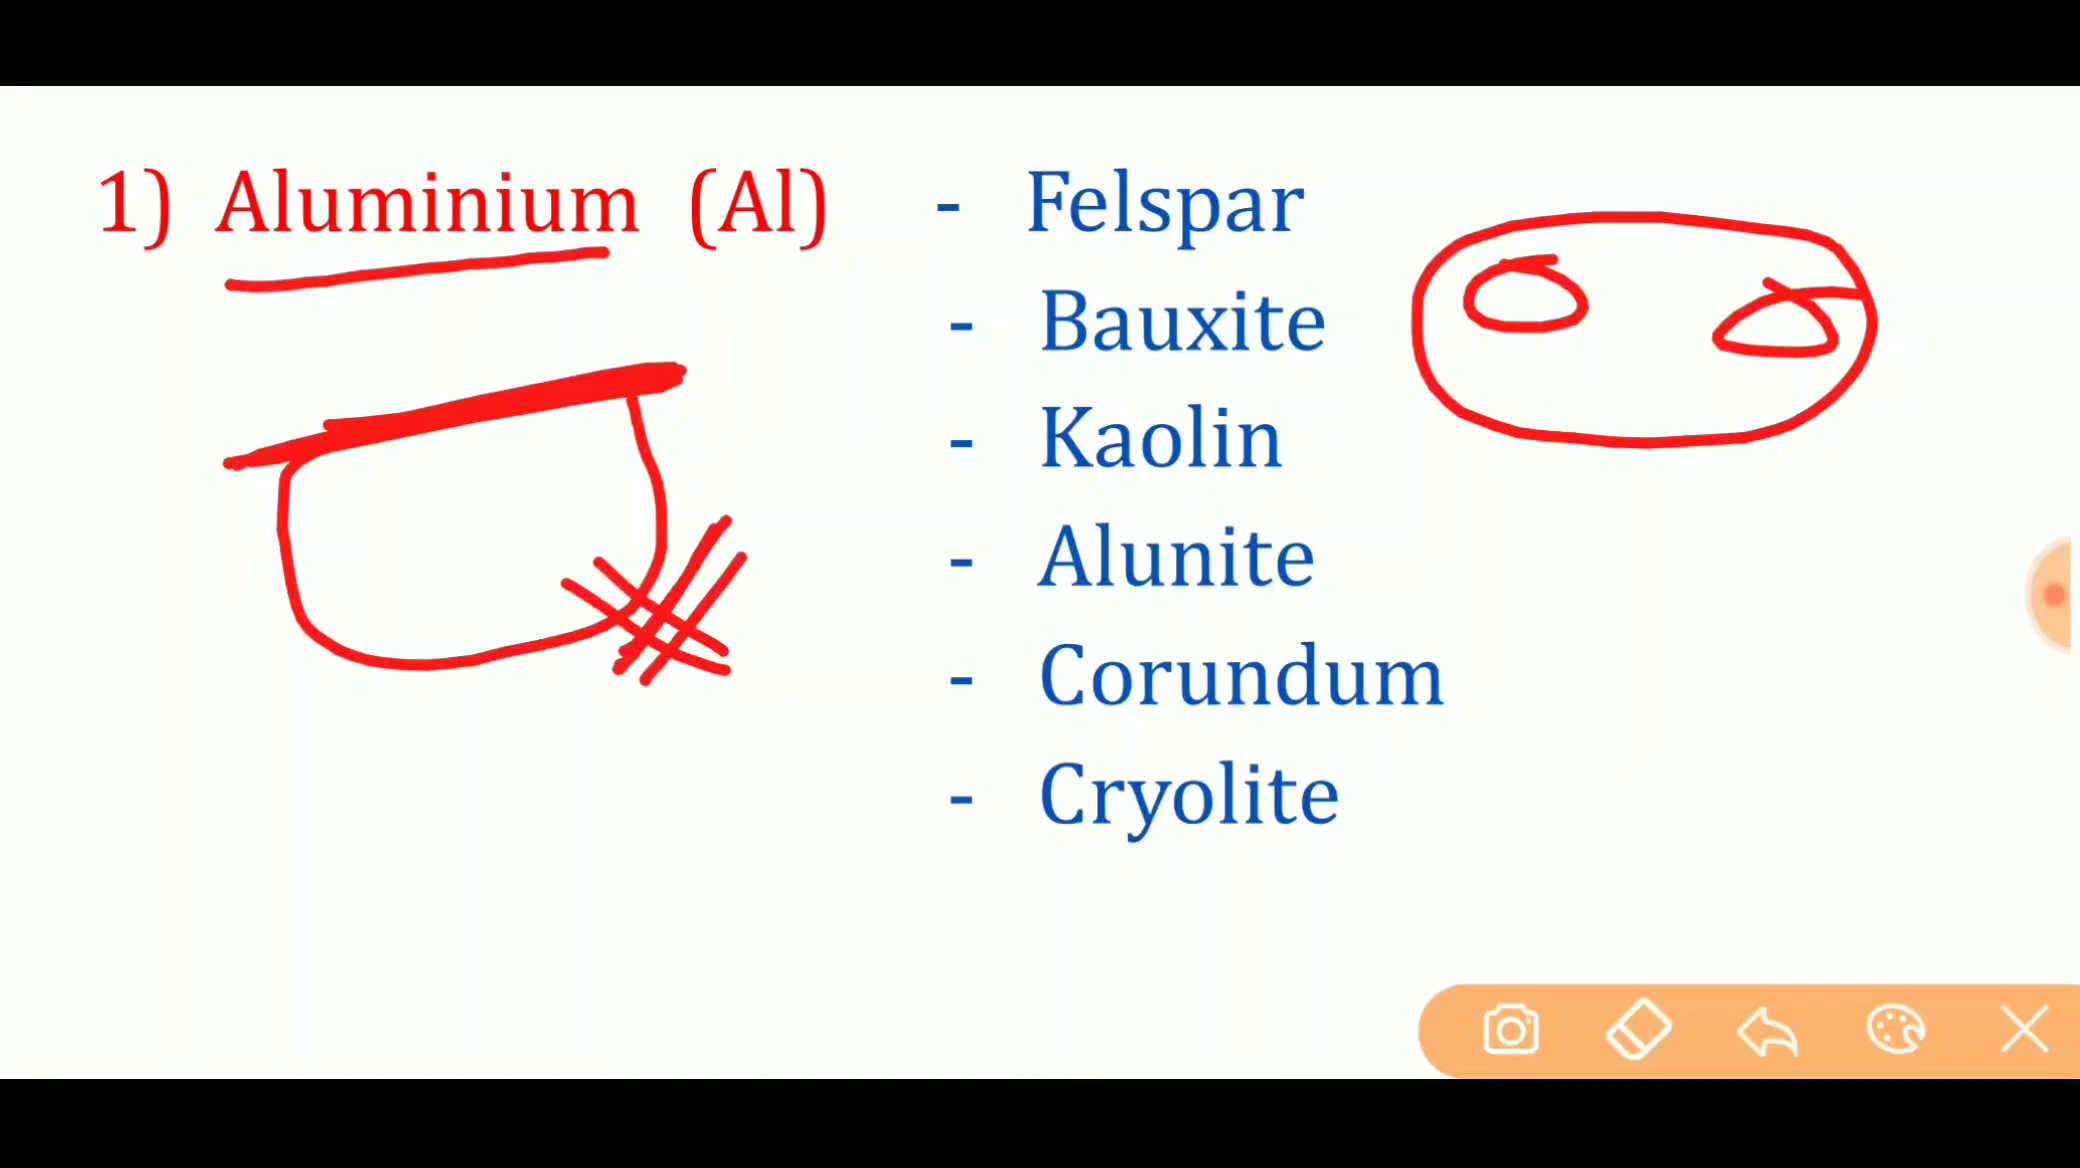 1) Aluminium (Al) - Felspar
- Bauxite
- Kaolin
- Alunite
- Corundum
- Cryolite